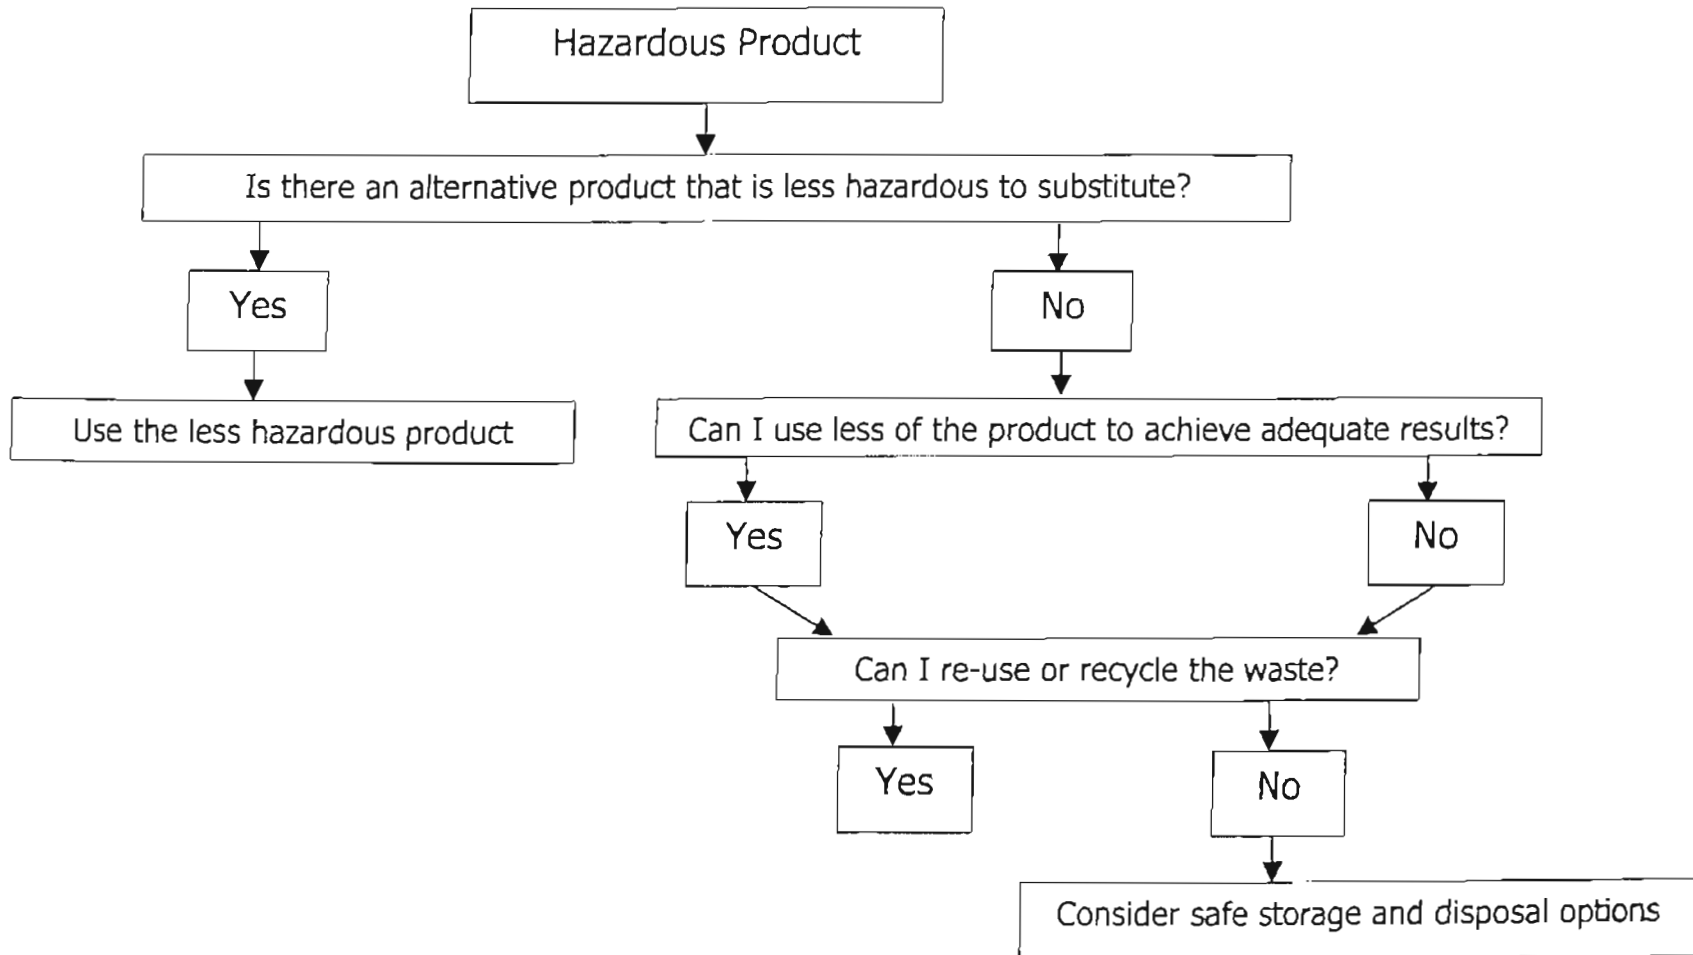 Hazardous Product
Is there an alternative product that is less hazardous to substitute?
Yes
No
Use the less hazardous product
Can I use less of the product to achieve adequate results?
Yes
No
Can I re-use or recycle the waste?
Yes
No
Consider safe storage and disposal options